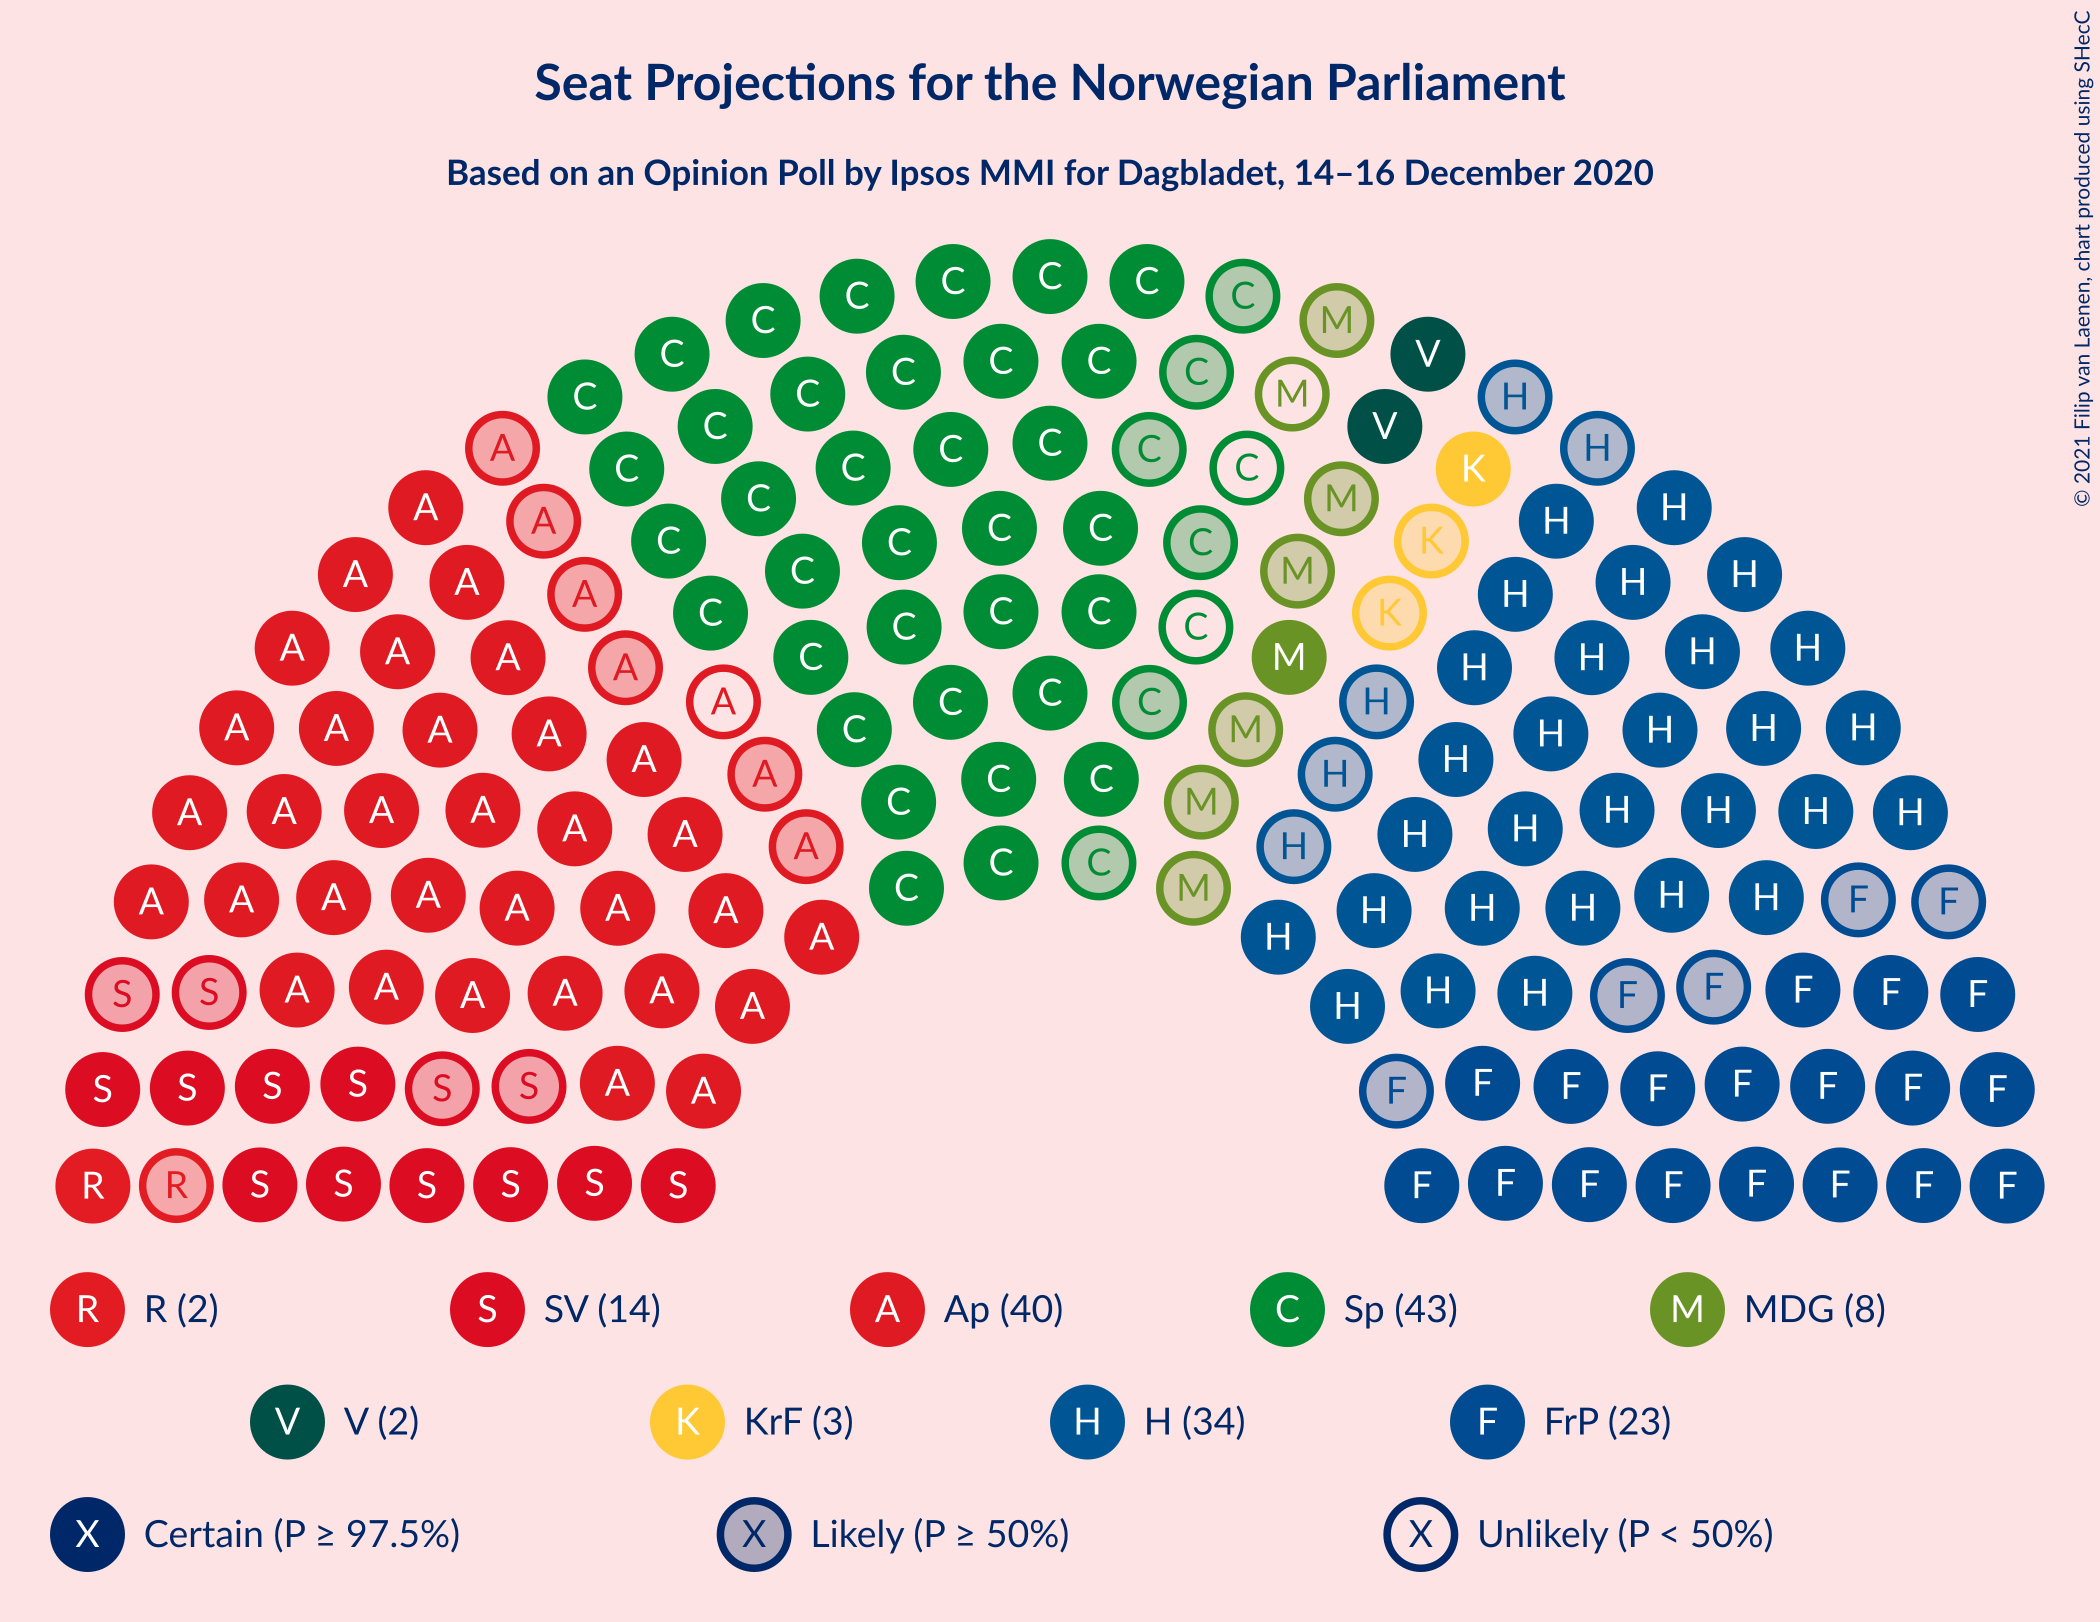 Seat Projections for the Norwegian Parliament
Based on an Opinion Poll by Ipsos MMI for Dagbladet, 14–16 December 2020
© 2021 Filip van Laenen, chart produced using SHecC
C C C C C C C C M
C C C C C M V V H
A C C C C C C C M K H
A A C C C C C C M K H H
A A A C C C C C M K H H H
A A A A C C C C M H H H H
A A A A A A C C C M H H H H H H
A A A A A A A C C C M H H H H H H H
A A A A A A A A C C C M H H H H H H F F
S S A A A A A A H H H F F F F F
S S S S S S A A F F F F F F F F
R R S S S S S S F F F F F F F F
R R (2) S SV (14) A Ap (40) C Sp (43) M MDG (8)
V V (2) K KrF (3) H H (34) F FrP (23)
X Certain (P ≥ 97.5%) X Likely (P ≥ 50%) X Unlikely (P < 50%)